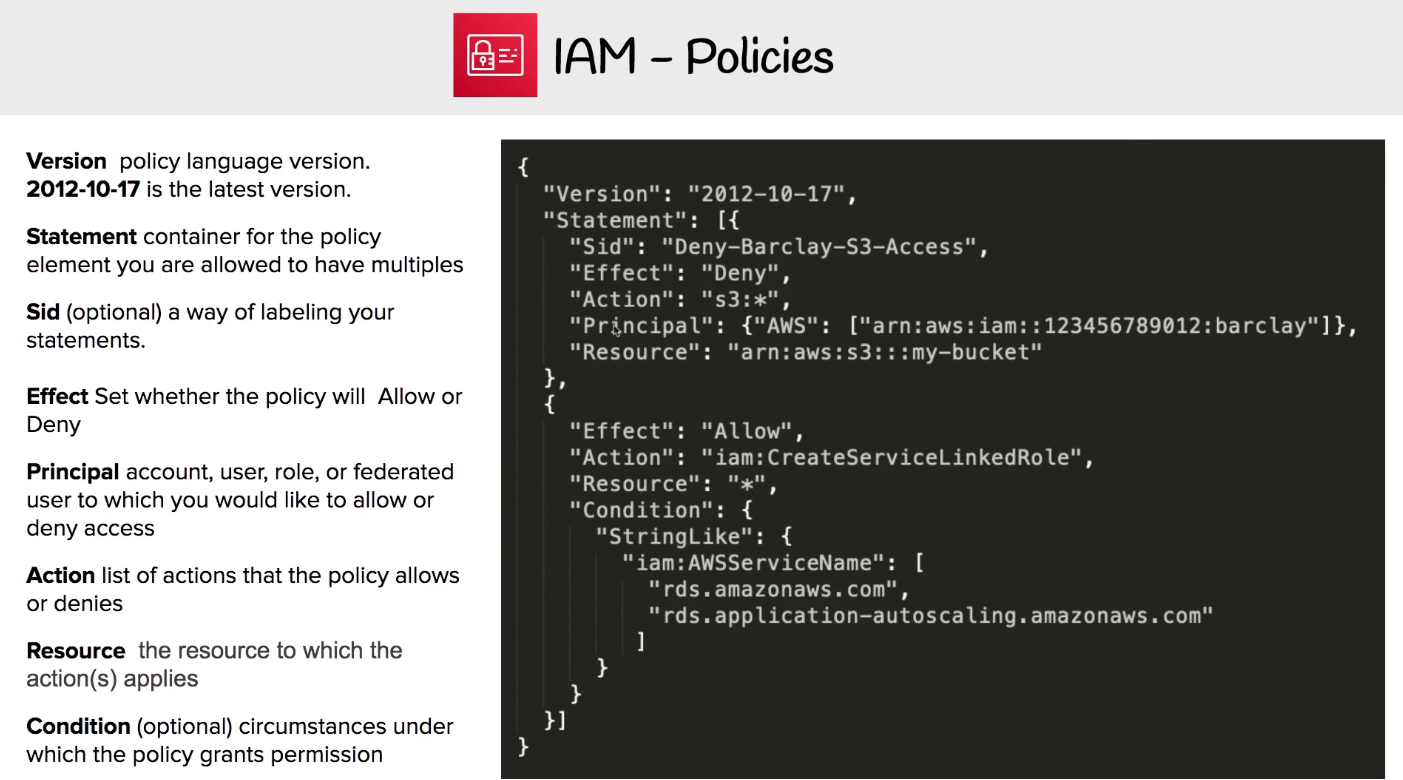 IAM – Policies
Version policy language version.
2012-10-17 is the latest version.
Statement container for the policy
element you are allowed to have multiples
Sid (optional) a way of labeling your
statements.
Effect Set whether the policy will Allow or
Deny
Principal account, user, role, or federated
user to which you would like to allow or
deny access
Action list of actions that the policy allows
or denies
Resource the resource to which the
action(s) applies
Condition (optional) circumstances under
which the policy grants permission
{
"Version": "2012-10-17",
"Statement": [{
"Sid": "Deny-Barclay-S3-Access",
"Effect": "Deny",
"Action": "s3:*",
"Principal": {"AWS": ["arn:aws:iam::123456789012:barclay"]},
"Resource": "arn:aws:s3:::my-bucket"
},
{
"Effect": "Allow",
"Action": "iam:CreateServiceLinkedRole",
"Resource": "*",
"Condition": {
"StringLike": {
"iam:AWSServiceName": [
"rds.amazonaws.com",
"rds.application-autoscaling.amazonaws.com"
]
}
}
}]
}